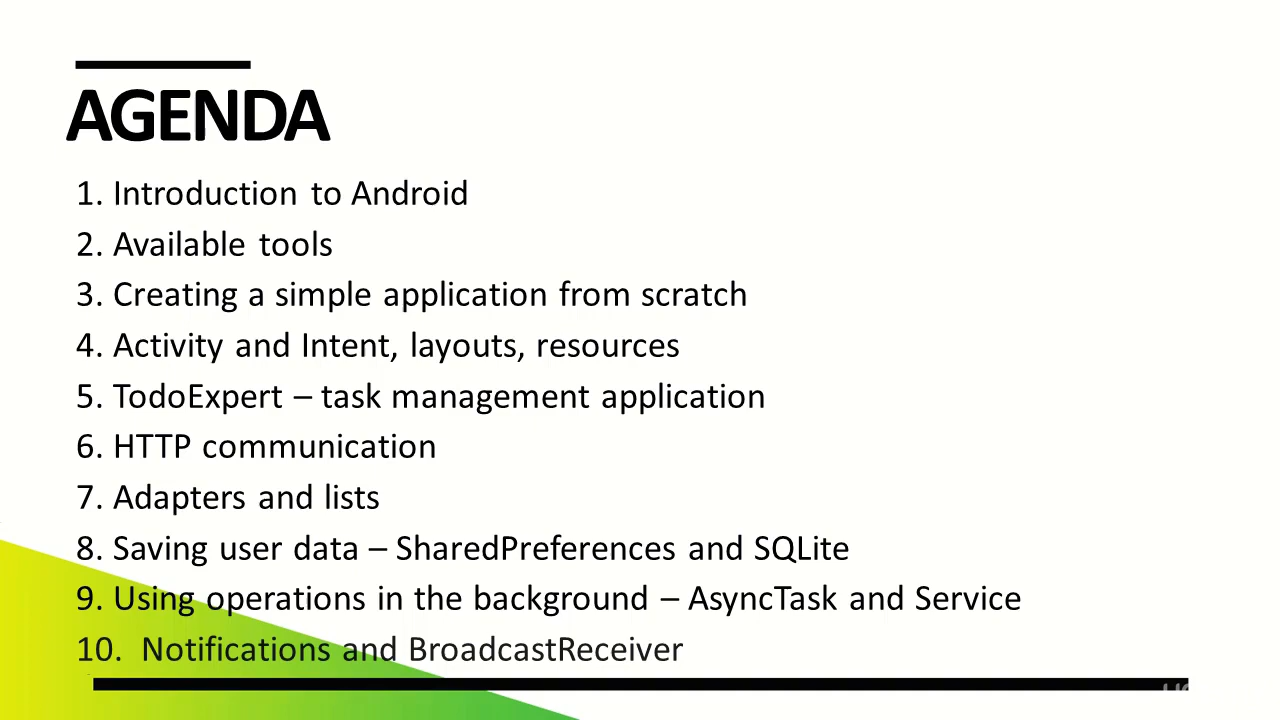 AGENDA
1. Introduction to Android
2. Available tools
3. Creating a simple application from scratch
4. Activity and Intent, layouts, resources
5. TodoExpert – task management application
6. HTTP communication
7. Adapters and lists
8. Saving user data – SharedPreferences and SQLite
9. Using operations in the background – AsyncTask and Service
10. Notifications and BroadcastReceiver